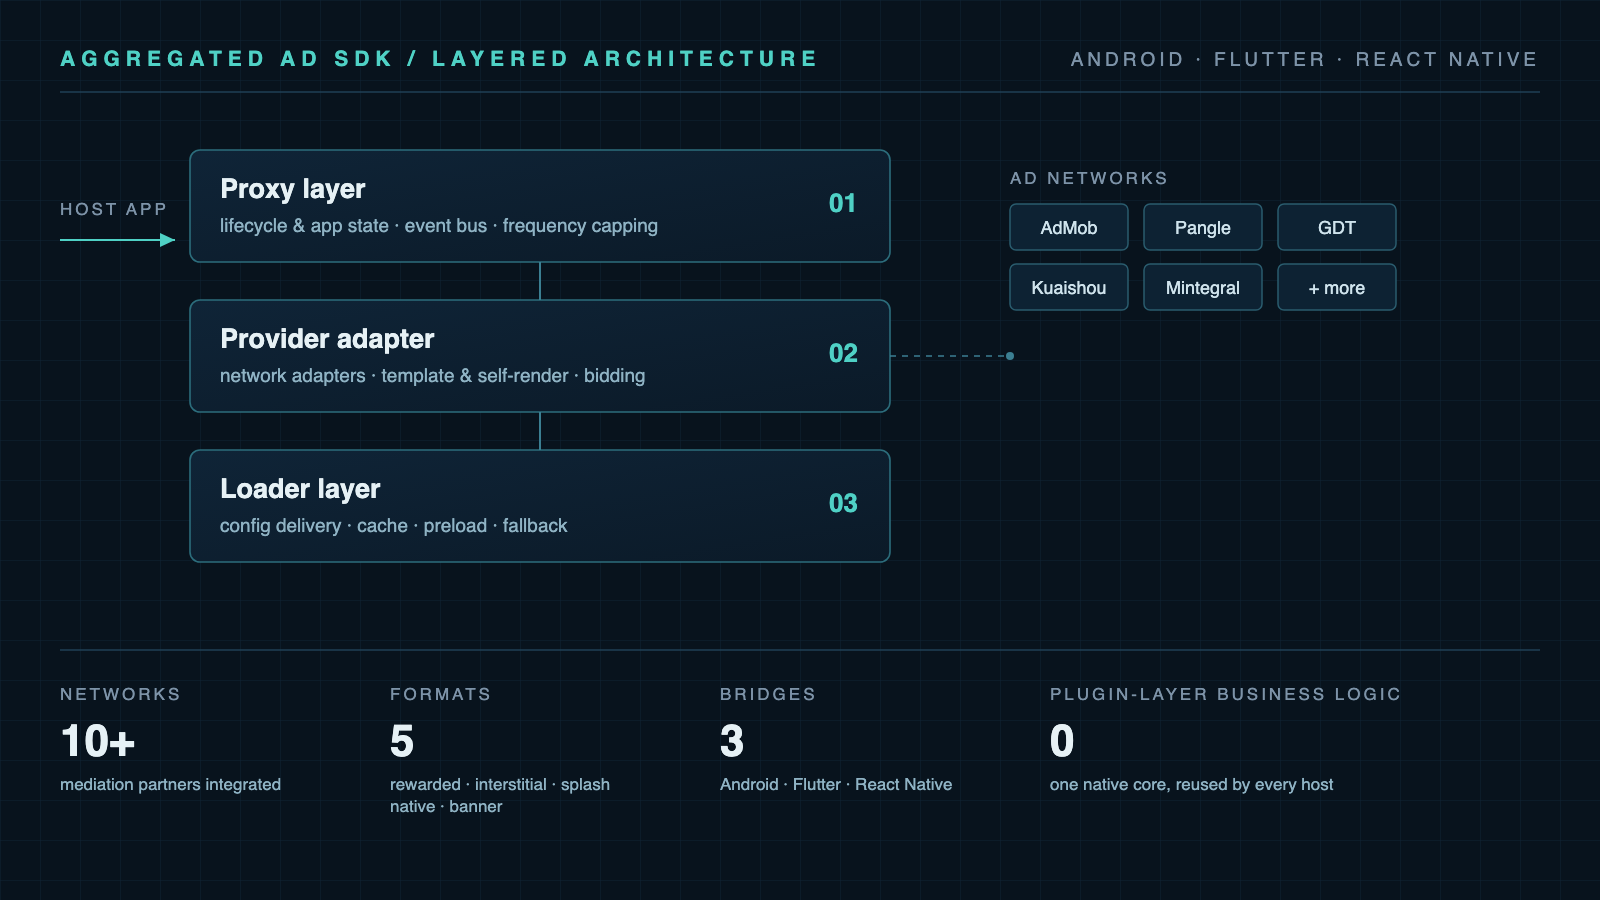 AGGREGATED AD SDK / LAYERED ARCHITECTURE
ANDROID · FLUTTER · REACT NATIVE
HOST APP
Proxy layer
lifecycle & app state · event bus · frequency capping
01
Provider adapter
network adapters · template & self-render · bidding
02
Loader layer
config delivery · cache · preload · fallback
03
AD NETWORKS
AdMob
Pangle
GDT
Kuaishou
Mintegral
+ more
NETWORKS
10+
mediation partners integrated
FORMATS
5
rewarded · interstitial · splash
native · banner
BRIDGES
3
Android · Flutter · React Native
PLUGIN-LAYER BUSINESS LOGIC
0
one native core, reused by every host